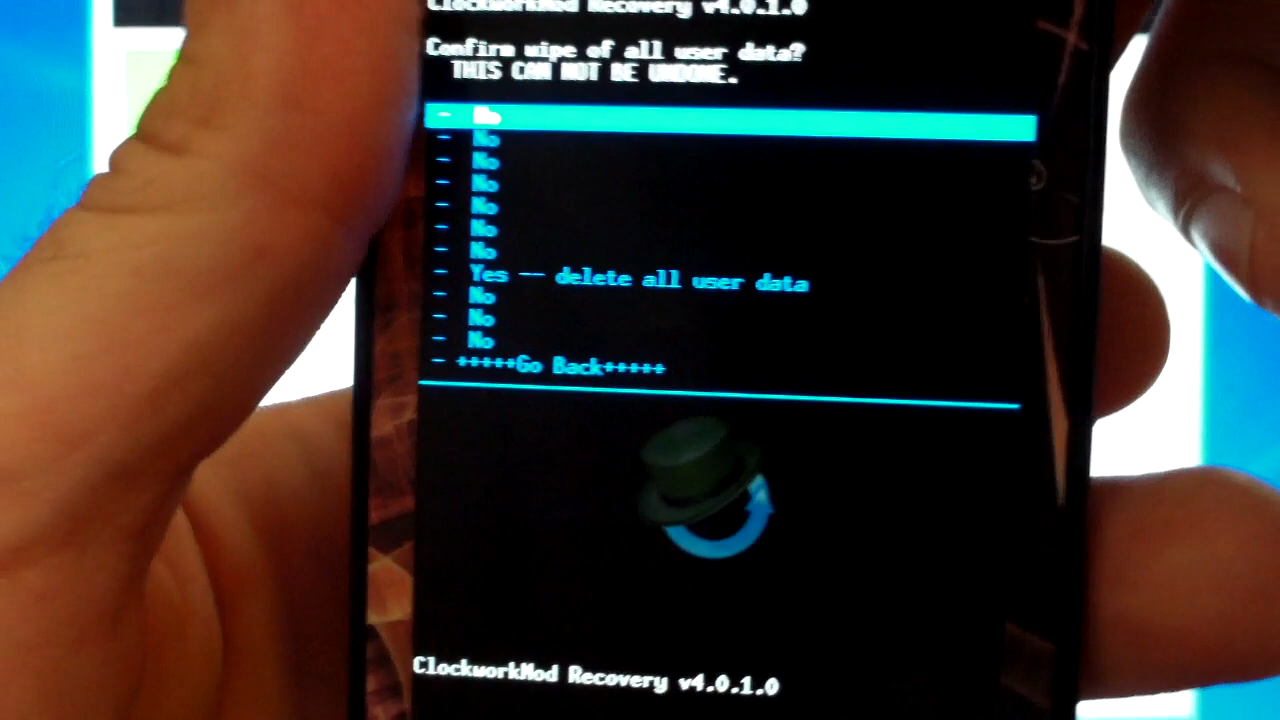 ClockworkMod Recovery v4.0.1.0
Confirm wipe of all user data?
THIS CAN NOT BE UNDONE.
- No
- No
- No
- No
- No
- No
- No
- Yes -- delete all user data
- No
- No
- No
- +++++Go Back+++++
ClockworkMod Recovery v4.0.1.0